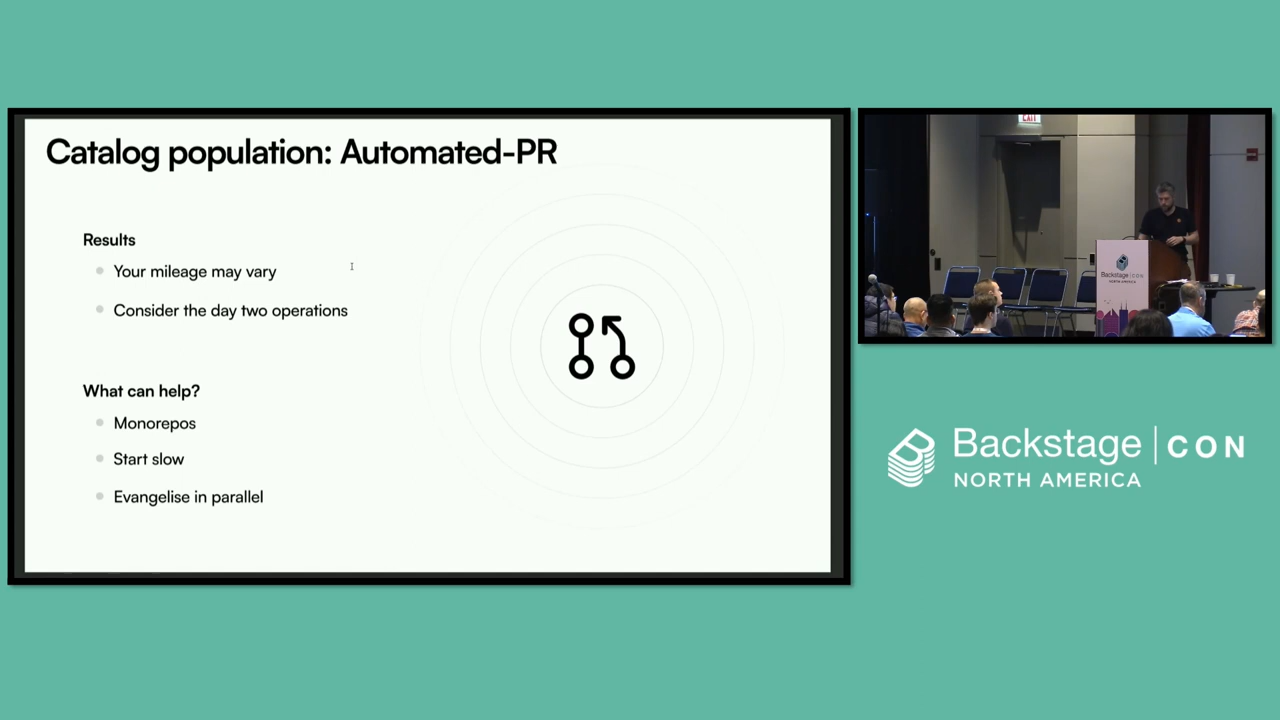 Catalog population: Automated-PR
Results
Your mileage may vary
Consider the day two operations
What can help?
Monorepos
Start slow
Evangelise in parallel
EXIT
Backstage CON
NORTH AMERICA
Backstage CON
NORTH AMERICA